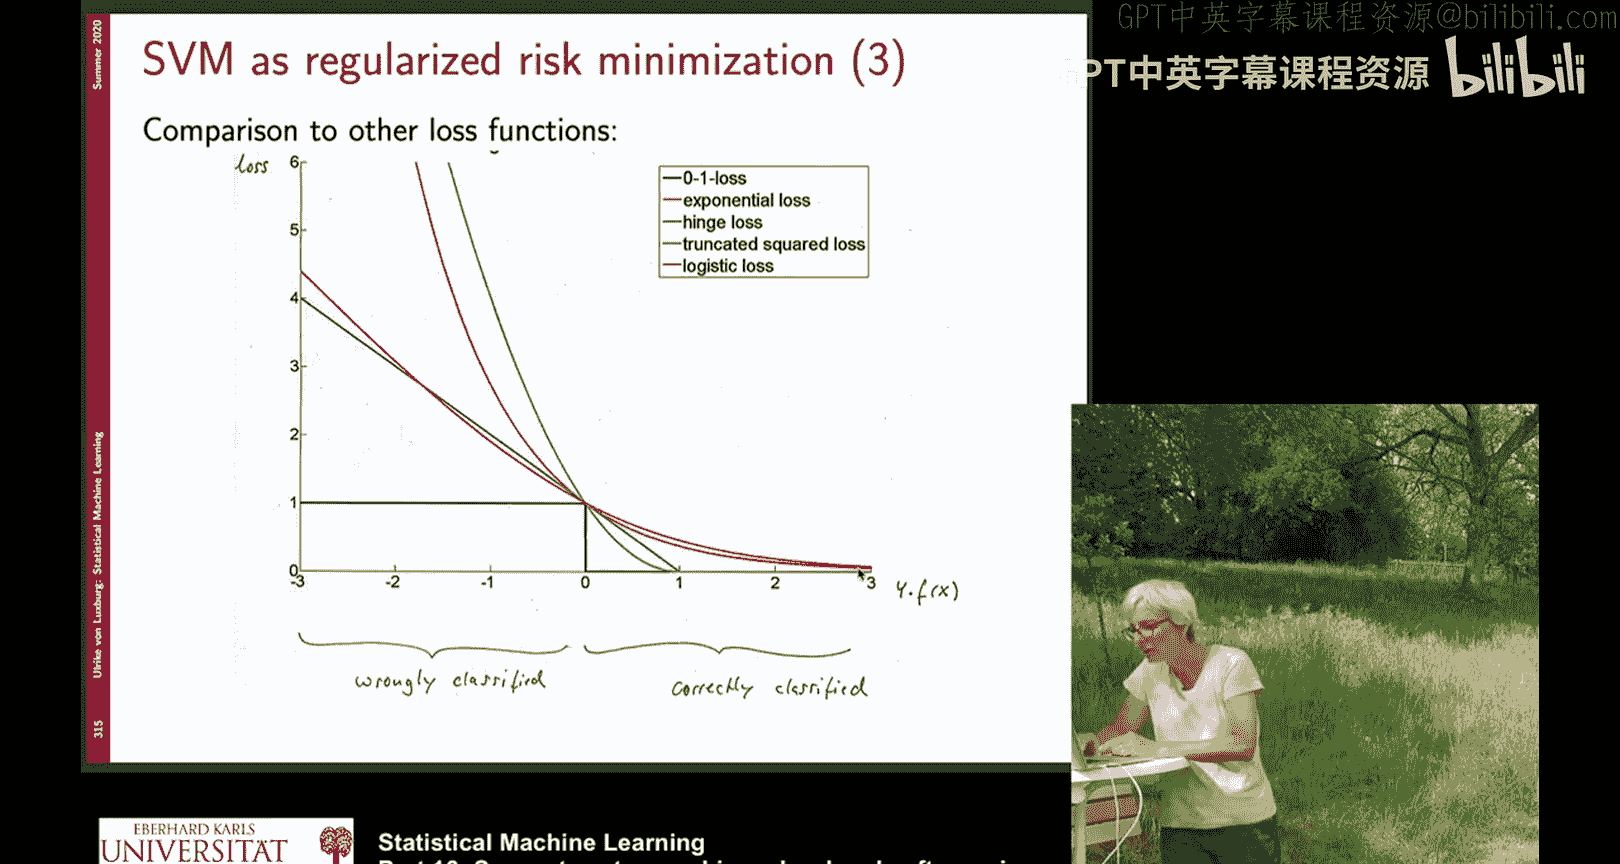 GPT中英字幕课程资源@bilibili.com
PT中英字幕课程资源 bilibili
Summer 2020
SVM as regularized risk minimization (3)
Comparison to other loss functions:
loss
6
5
4
3
2
1
0
-3 -2 -1 0 1 2 3
y.f(x)
0-1-loss
exponential loss
hinge loss
truncated squared loss
logistic loss
wrongly classified
correctly classified
Ulrike von Luxburg: Statistical Machine Learning
315
EBERHARD KARLS
UNIVERSITÄT
Statistical Machine Learning